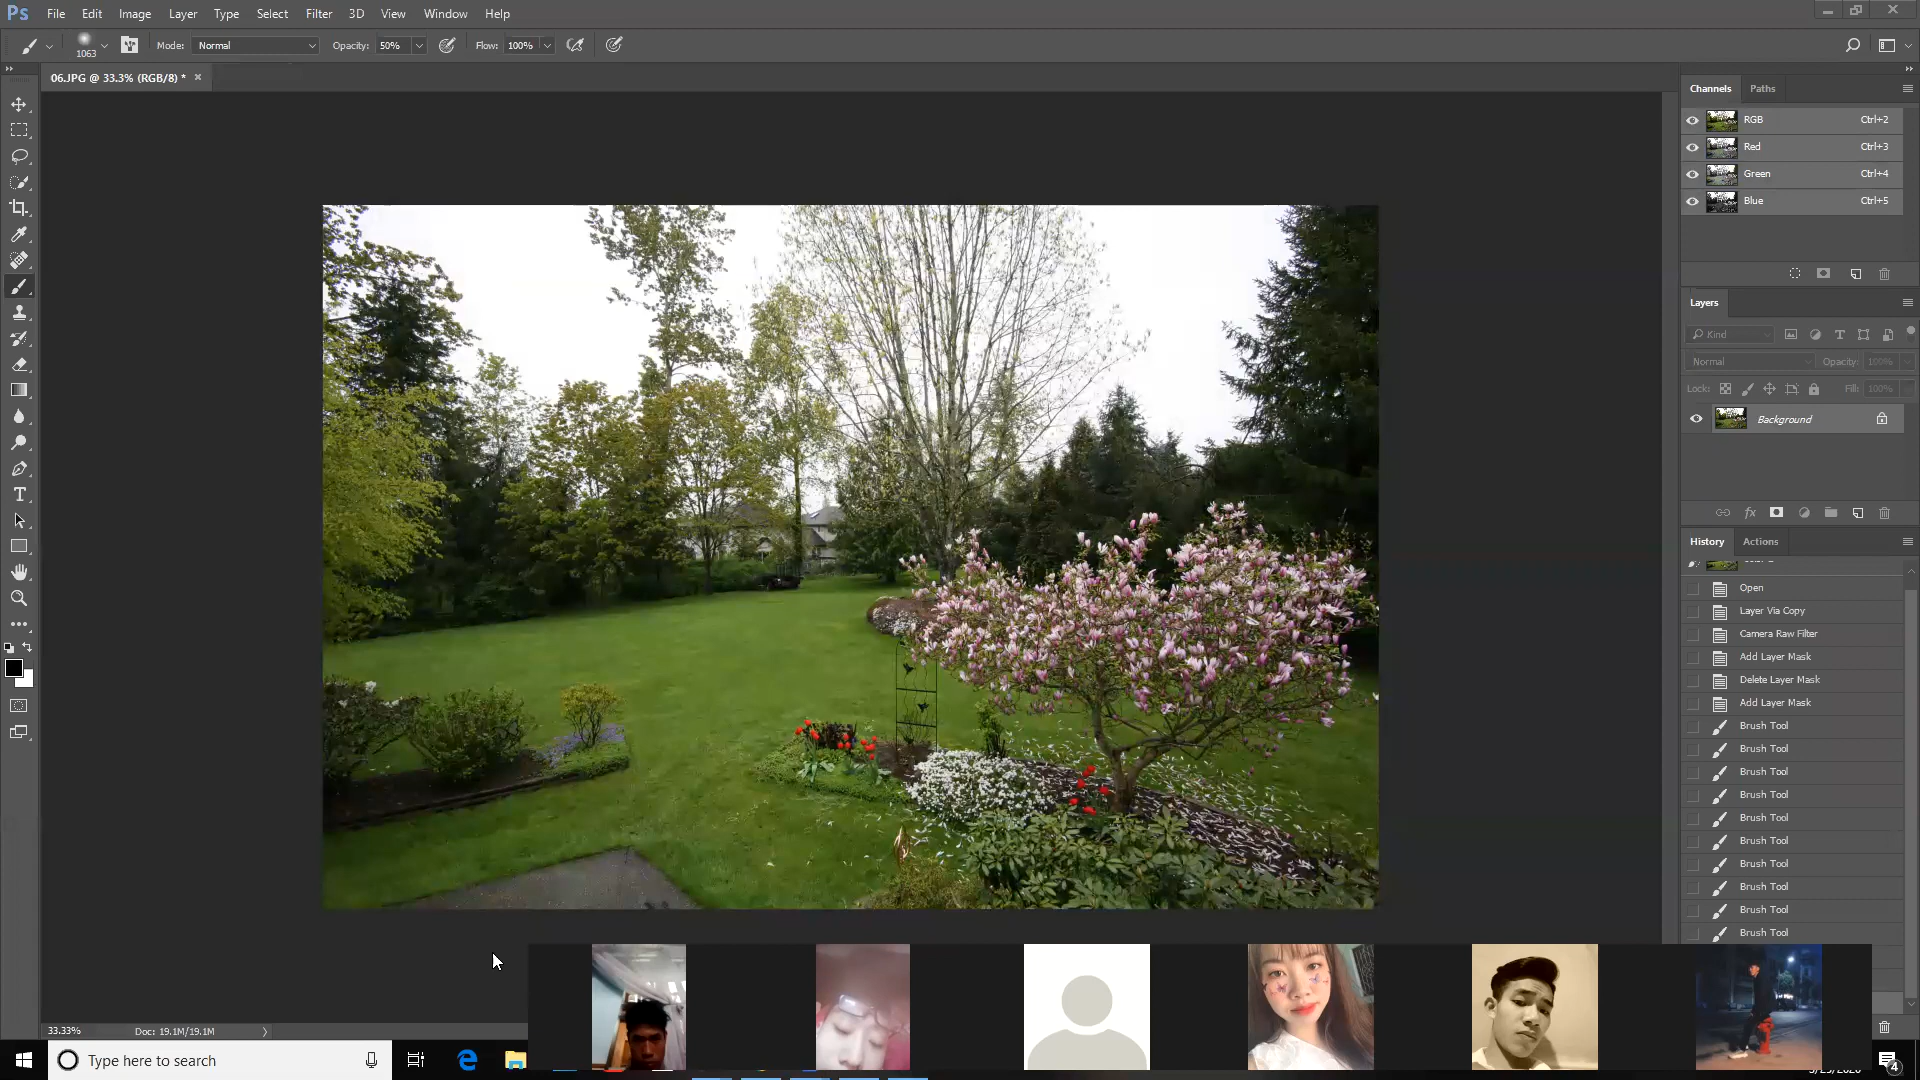 Ps File Edit Image Layer Type Select Filter 3D View Window Help
1063 Mode: Normal Opacity: 50% Flow: 100%
06.JPG @ 33.3% (RGB/8) *
Channels Paths
RGB Ctrl+2
Red Ctrl+3
Green Ctrl+4
Blue Ctrl+5
Layers
Kind
Normal Opacity: 100%
Lock: Fill: 100%
Background
History Actions
Open
Layer Via Copy
Camera Raw Filter
Add Layer Mask
Delete Layer Mask
Add Layer Mask
Brush Tool
Brush Tool
Brush Tool
Brush Tool
Brush Tool
Brush Tool
Brush Tool
Brush Tool
Brush Tool
Brush Tool
33.33% Doc: 19.1M/19.1M
Type here to search
4